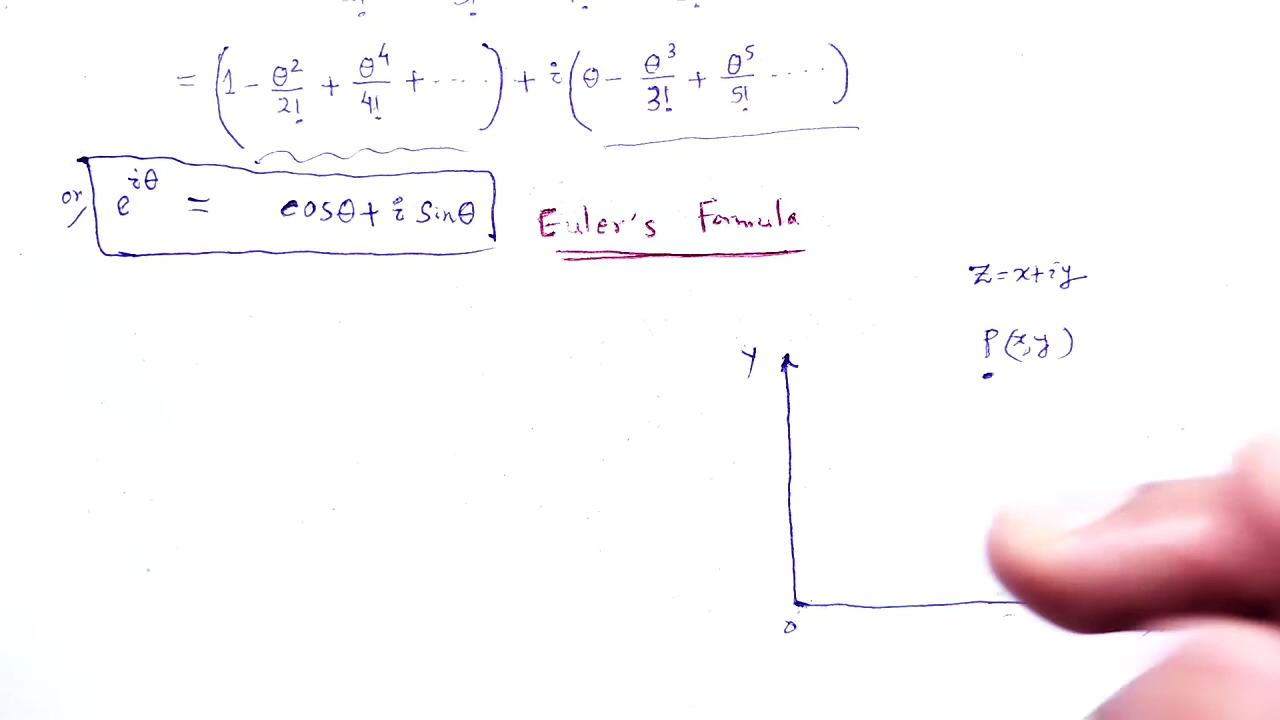 = (1 - θ²/2! + θ⁴/4! + ....) + i (θ - θ³/3! + θ⁵/5! .....)
or, e^{iθ} = cosθ + i sinθ Euler's Formula
Z = x + iy
P(x,y)
y
0